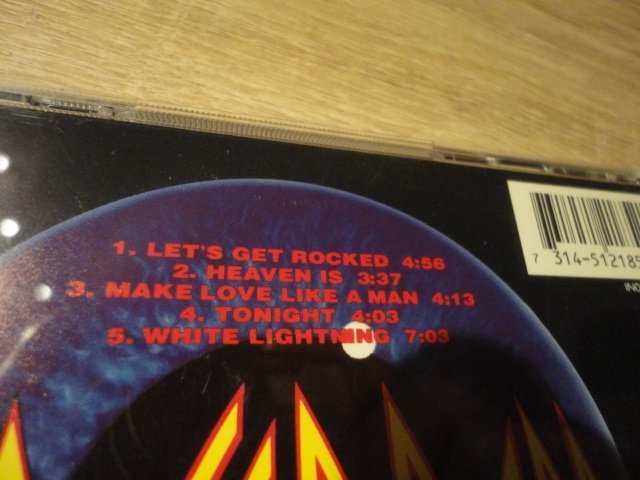 1. LET'S GET ROCKED 4:56
2. HEAVEN IS 3:37
3. MAKE LOVE LIKE A MAN 4:13
4. TONIGHT 4:03
5. WHITE LIGHTNING 7:03
7 314-512185